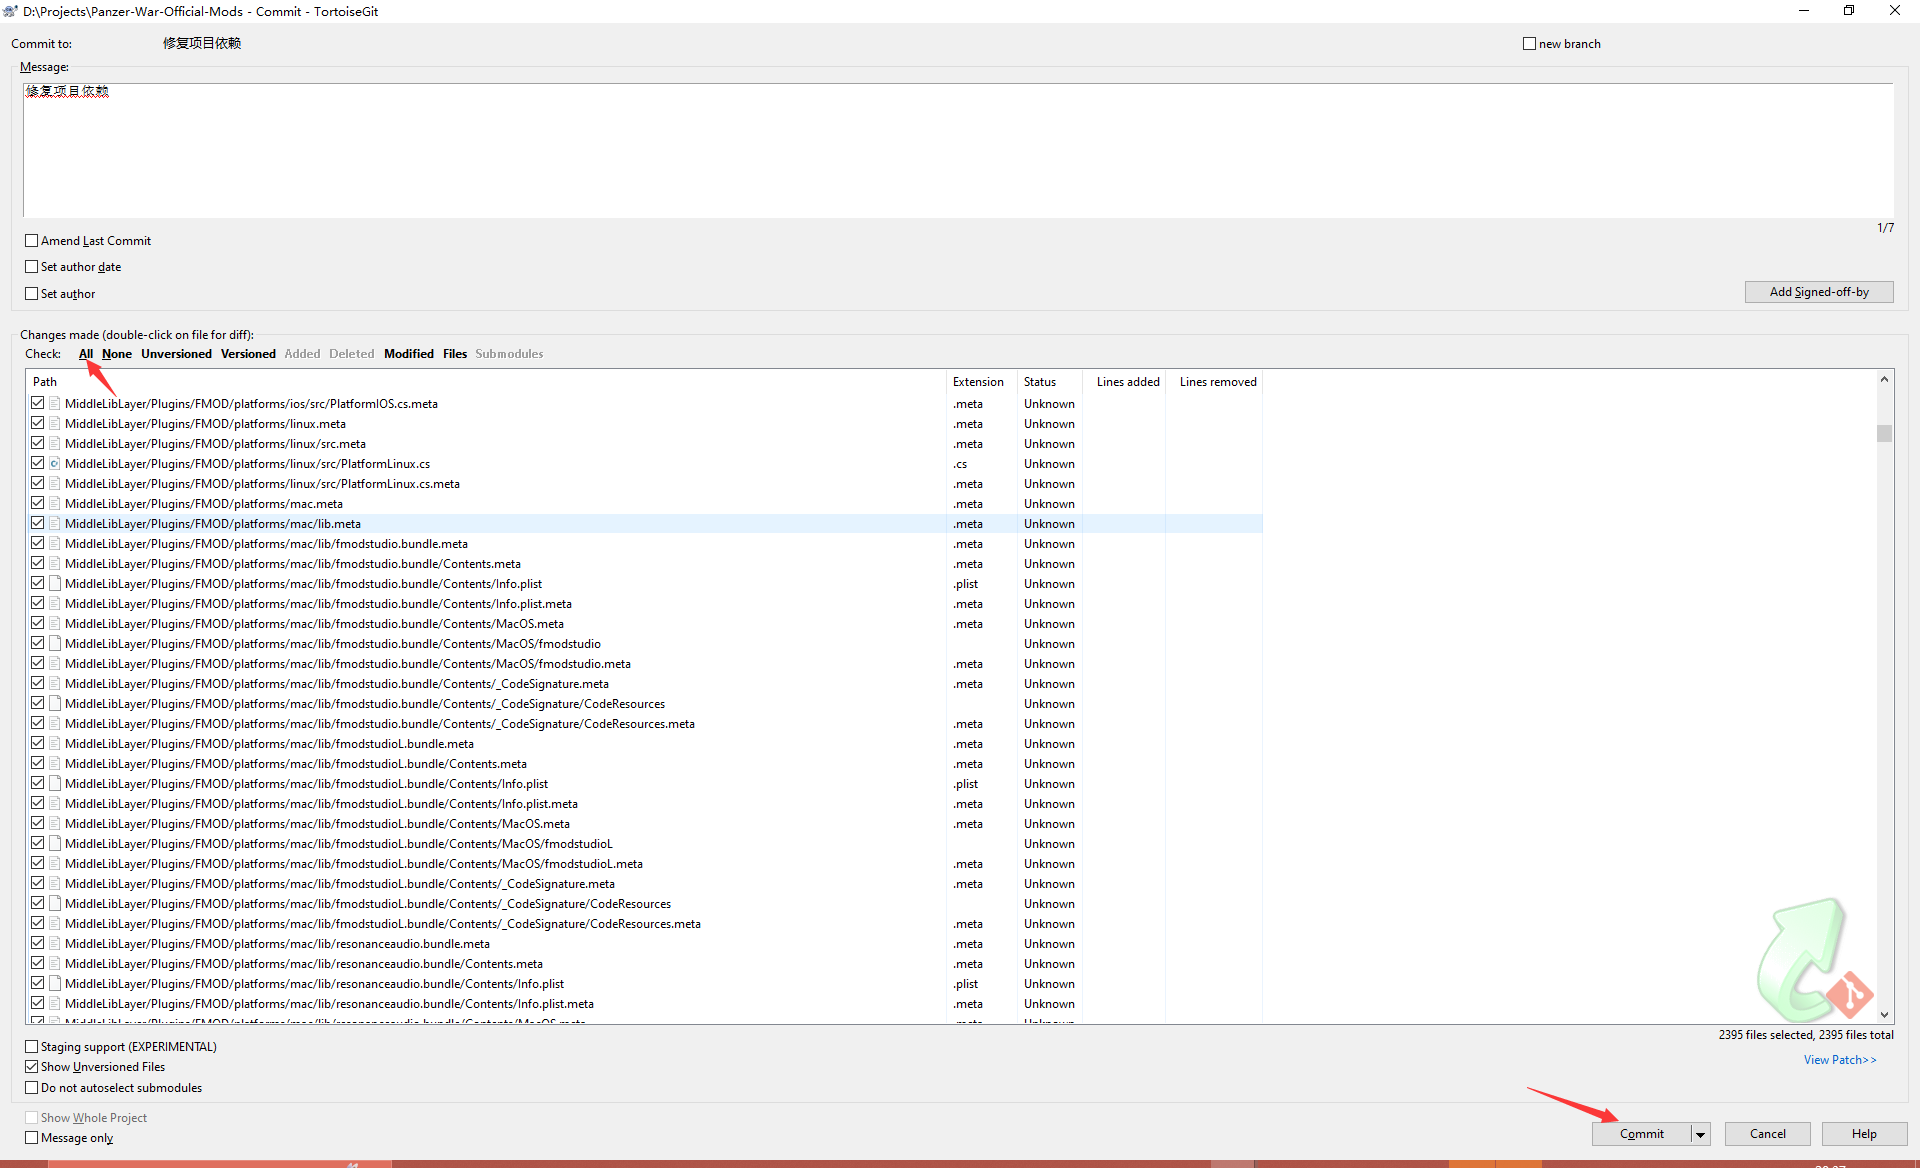 D:\Projects\Panzer-War-Official-Mods - Commit - TortoiseGit
Commit to: 修复项目依赖 new branch
Message:
修复项目依赖
1/7
Amend Last Commit
Set author date
Set author
Add Signed-off-by
Changes made (double-click on file for diff):
Check: All None Unversioned Versioned Added Deleted Modified Files Submodules
Path Extension Status Lines added Lines removed
MiddleLibLayer/Plugins/FMOD/platforms/ios/src/PlatformIOS.cs.meta .meta Unknown
MiddleLibLayer/Plugins/FMOD/platforms/linux.meta .meta Unknown
MiddleLibLayer/Plugins/FMOD/platforms/linux/src.meta .meta Unknown
MiddleLibLayer/Plugins/FMOD/platforms/linux/src/PlatformLinux.cs .cs Unknown
MiddleLibLayer/Plugins/FMOD/platforms/linux/src/PlatformLinux.cs.meta .meta Unknown
MiddleLibLayer/Plugins/FMOD/platforms/mac.meta .meta Unknown
MiddleLibLayer/Plugins/FMOD/platforms/mac/lib.meta .meta Unknown
MiddleLibLayer/Plugins/FMOD/platforms/mac/lib/fmodstudio.bundle.meta .meta Unknown
MiddleLibLayer/Plugins/FMOD/platforms/mac/lib/fmodstudio.bundle/Contents.meta .meta Unknown
MiddleLibLayer/Plugins/FMOD/platforms/mac/lib/fmodstudio.bundle/Contents/Info.plist .plist Unknown
MiddleLibLayer/Plugins/FMOD/platforms/mac/lib/fmodstudio.bundle/Contents/Info.plist.meta .meta Unknown
MiddleLibLayer/Plugins/FMOD/platforms/mac/lib/fmodstudio.bundle/Contents/MacOS.meta .meta Unknown
MiddleLibLayer/Plugins/FMOD/platforms/mac/lib/fmodstudio.bundle/Contents/MacOS/fmodstudio Unknown
MiddleLibLayer/Plugins/FMOD/platforms/mac/lib/fmodstudio.bundle/Contents/MacOS/fmodstudio.meta .meta Unknown
MiddleLibLayer/Plugins/FMOD/platforms/mac/lib/fmodstudio.bundle/Contents/_CodeSignature.meta .meta Unknown
MiddleLibLayer/Plugins/FMOD/platforms/mac/lib/fmodstudio.bundle/Contents/_CodeSignature/CodeResources Unknown
MiddleLibLayer/Plugins/FMOD/platforms/mac/lib/fmodstudio.bundle/Contents/_CodeSignature/CodeResources.meta .meta Unknown
MiddleLibLayer/Plugins/FMOD/platforms/mac/lib/fmodstudioL.bundle.meta .meta Unknown
MiddleLibLayer/Plugins/FMOD/platforms/mac/lib/fmodstudioL.bundle/Contents.meta .meta Unknown
MiddleLibLayer/Plugins/FMOD/platforms/mac/lib/fmodstudioL.bundle/Contents/Info.plist .plist Unknown
MiddleLibLayer/Plugins/FMOD/platforms/mac/lib/fmodstudioL.bundle/Contents/Info.plist.meta .meta Unknown
MiddleLibLayer/Plugins/FMOD/platforms/mac/lib/fmodstudioL.bundle/Contents/MacOS.meta .meta Unknown
MiddleLibLayer/Plugins/FMOD/platforms/mac/lib/fmodstudioL.bundle/Contents/MacOS/fmodstudioL Unknown
MiddleLibLayer/Plugins/FMOD/platforms/mac/lib/fmodstudioL.bundle/Contents/MacOS/fmodstudioL.meta .meta Unknown
MiddleLibLayer/Plugins/FMOD/platforms/mac/lib/fmodstudioL.bundle/Contents/_CodeSignature.meta .meta Unknown
MiddleLibLayer/Plugins/FMOD/platforms/mac/lib/fmodstudioL.bundle/Contents/_CodeSignature/CodeResources Unknown
MiddleLibLayer/Plugins/FMOD/platforms/mac/lib/fmodstudioL.bundle/Contents/_CodeSignature/CodeResources.meta .meta Unknown
MiddleLibLayer/Plugins/FMOD/platforms/mac/lib/resonanceaudio.bundle.meta .meta Unknown
MiddleLibLayer/Plugins/FMOD/platforms/mac/lib/resonanceaudio.bundle/Contents.meta .meta Unknown
MiddleLibLayer/Plugins/FMOD/platforms/mac/lib/resonanceaudio.bundle/Contents/Info.plist .plist Unknown
MiddleLibLayer/Plugins/FMOD/platforms/mac/lib/resonanceaudio.bundle/Contents/Info.plist.meta .meta Unknown
2395 files selected, 2395 files total
Staging support (EXPERIMENTAL)
Show Unversioned Files
View Patch>>
Do not autoselect submodules
Show Whole Project
Message only
Commit Cancel Help